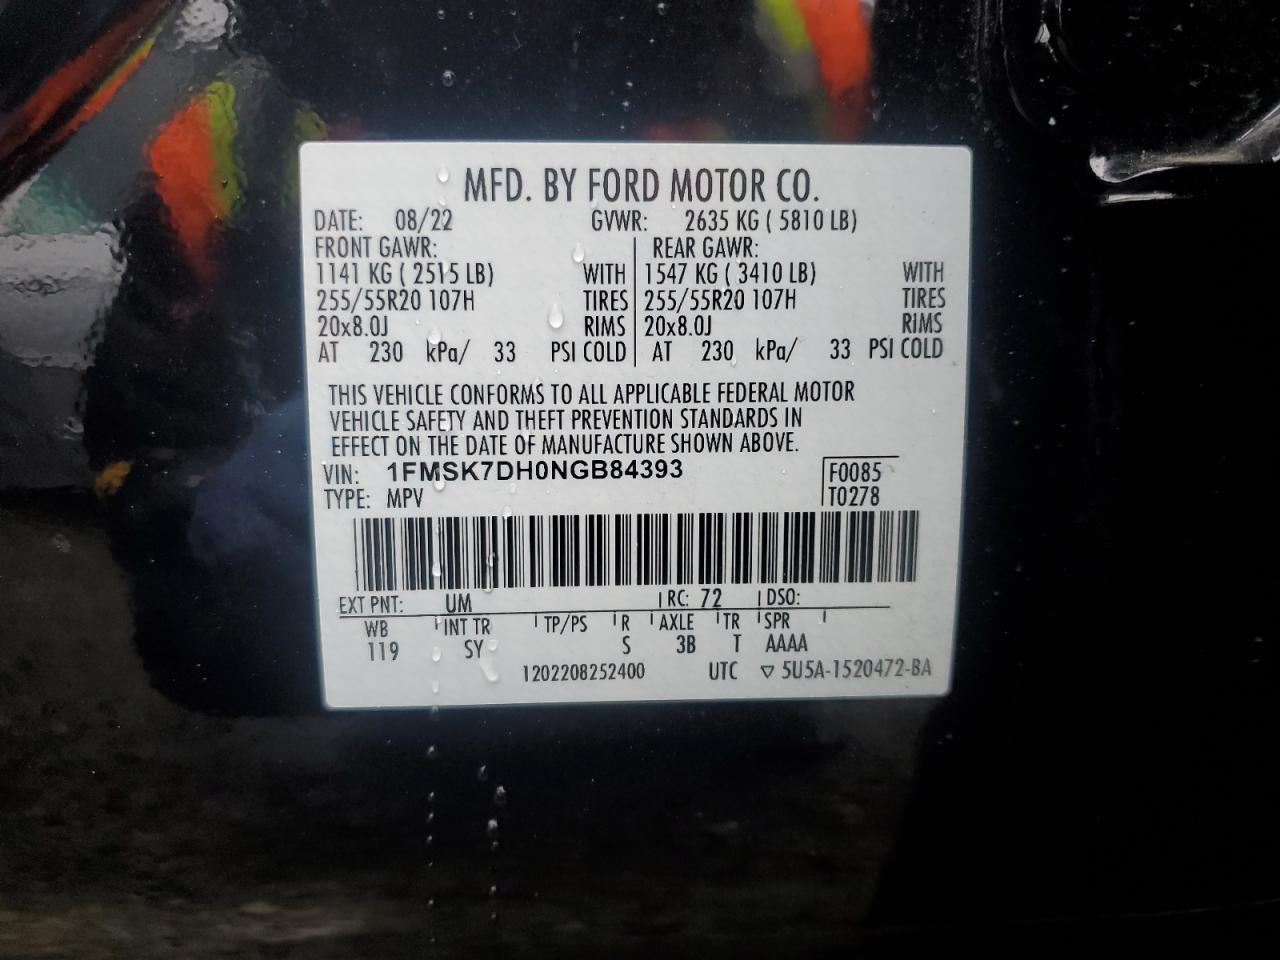 MFD. BY FORD MOTOR CO.
DATE: 08/22 GVWR: 2635 KG ( 5810 LB)
FRONT GAWR: REAR GAWR:
1141 KG ( 2515 LB) WITH 1547 KG ( 3410 LB) WITH
255/55R20 107H TIRES 255/55R20 107H TIRES
20x8.0J RIMS 20x8.0J RIMS
AT 230 kPa/ 33 PSI COLD AT 230 kPa/ 33 PSI COLD
THIS VEHICLE CONFORMS TO ALL APPLICABLE FEDERAL MOTOR
VEHICLE SAFETY AND THEFT PREVENTION STANDARDS IN
EFFECT ON THE DATE OF MANUFACTURE SHOWN ABOVE.
VIN: 1FMSK7DH0NGB84393 F0085
TYPE: MPV T0278
EXT PNT: UM RC: 72 DSO:
WB INT TR TP/PS R AXLE TR SPR
119 SY S 3B T AAAA
1202208252400 UTC ▽ 5U5A-1520472-BA